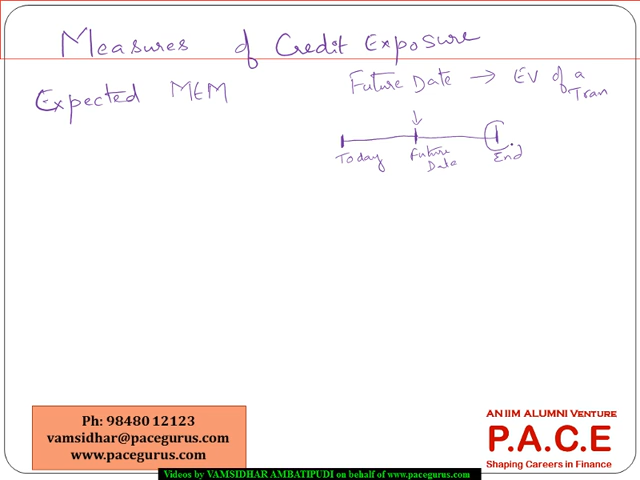 Measures of Credit Exposure
Expected MtM
Future Date → EV of a
Tran
Today
Future
Date
End
Ph: 98480 12123
vamsidhar@pacegurus.com
www.pacegurus.com
AN IIM ALUMNI VENTURE
P.A.C.E
Shaping Careers in Finance
Videos by VAMSIDHAR AMBATIPUDI on behalf of www.pacegurus.com